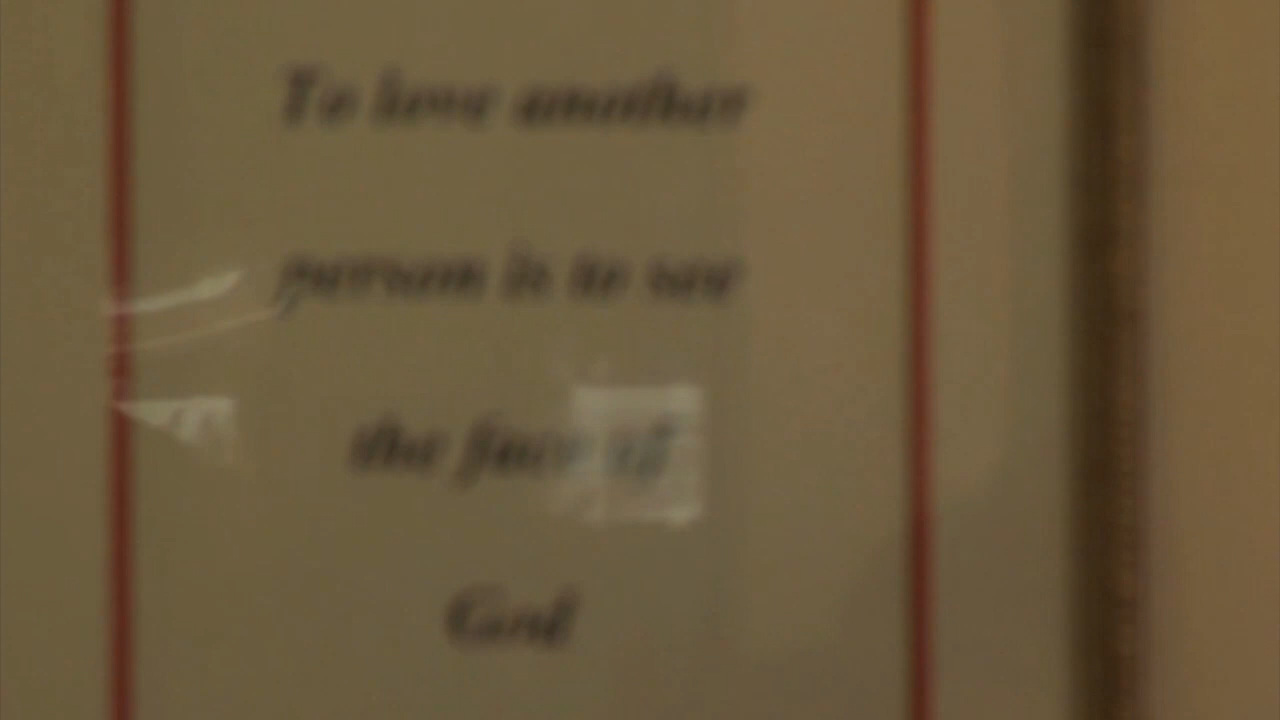 To love another
person is to see
the face of
God